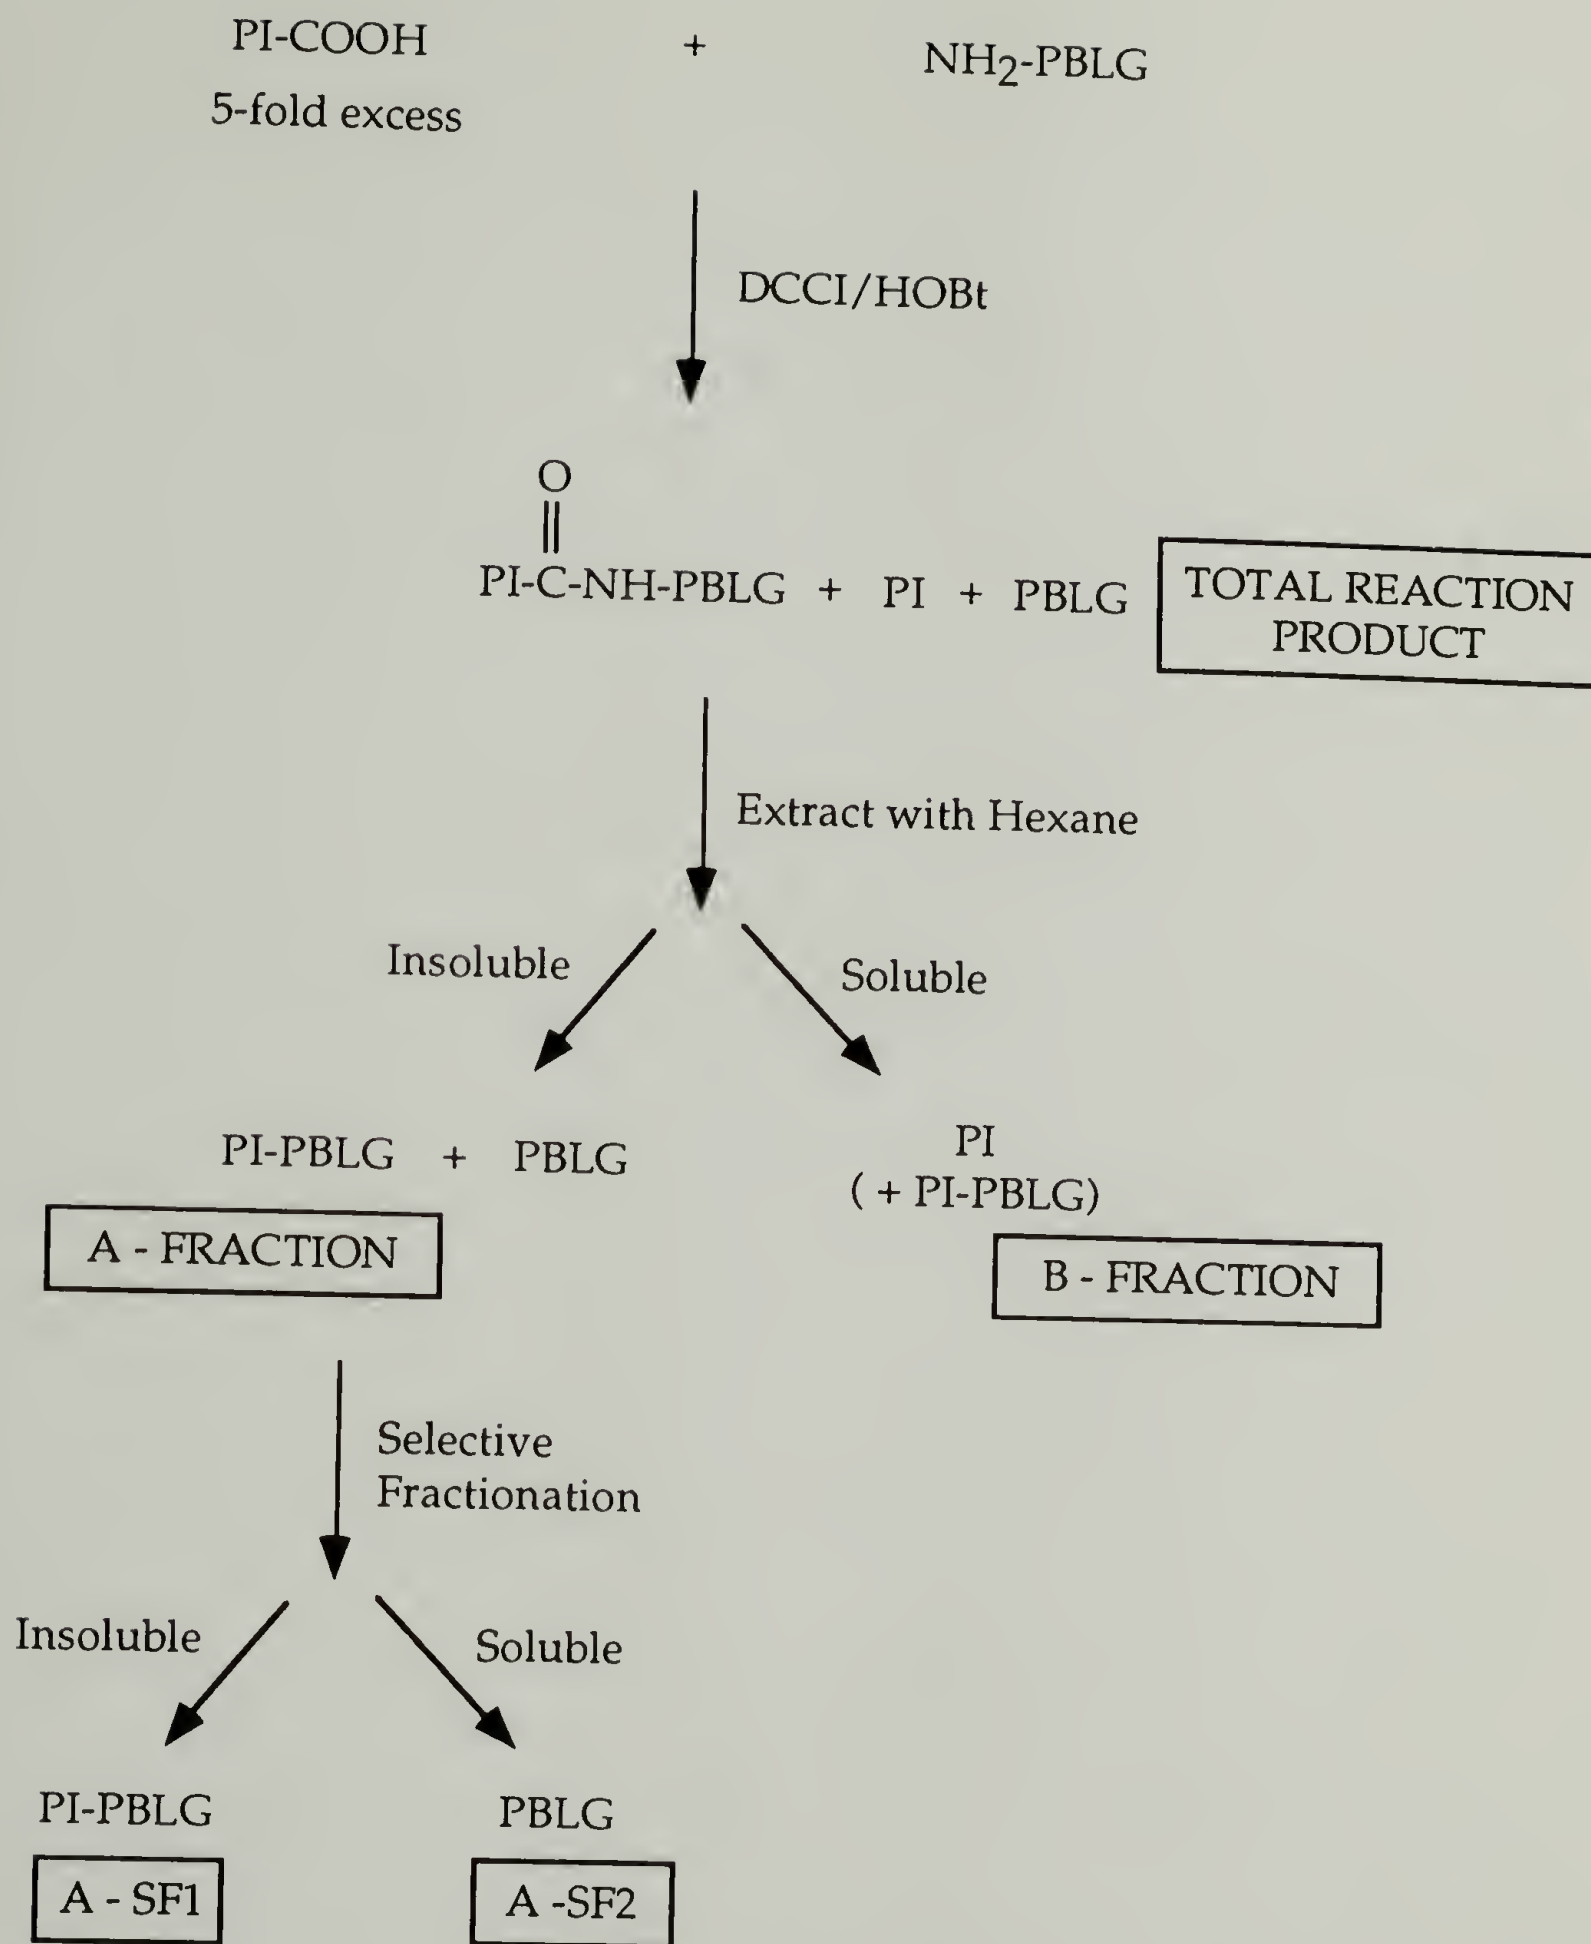 PI-COOH + NH2-PBLG
5-fold excess
DCCI/HOBt
O
PI-C-NH-PBLG + PI + PBLG
TOTAL REACTION
PRODUCT
Extract with Hexane
Insoluble
Soluble
PI-PBLG + PBLG
PI
( + PI-PBLG)
A - FRACTION
B - FRACTION
Selective
Fractionation
Insoluble
Soluble
PI-PBLG
PBLG
A - SF1
A -SF2